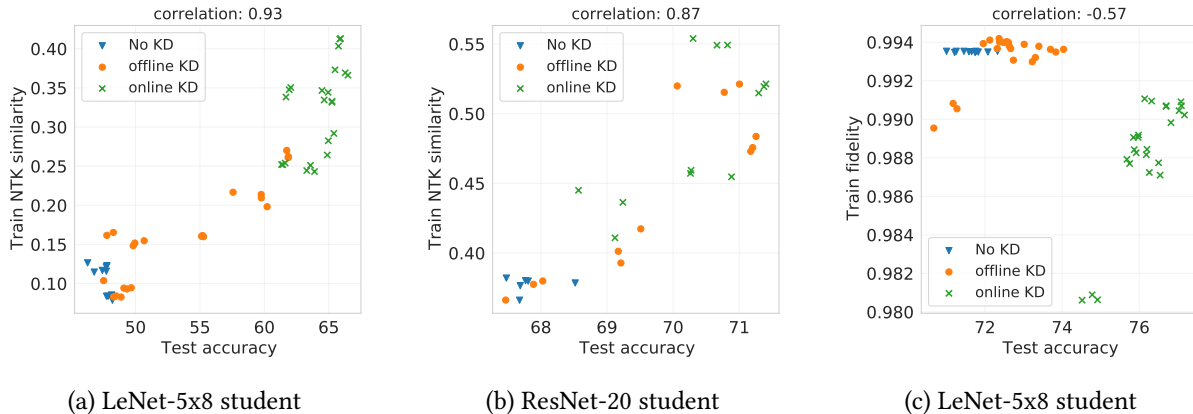 correlation: 0.93
0.40
0.35
0.30
0.25
0.20
0.15
0.10
Train NTK similarity
No KD
offline KD
online KD
50 55 60 65
Test accuracy
(a) LeNet-5x8 student
correlation: 0.87
0.55
0.50
0.45
0.40
Train NTK similarity
No KD
offline KD
online KD
68 69 70 71
Test accuracy
(b) ResNet-20 student
correlation: -0.57
0.994
0.992
0.990
0.988
0.986
0.984
0.982
0.980
Train fidelity
No KD
offline KD
online KD
72 74 76
Test accuracy
(c) LeNet-5x8 student